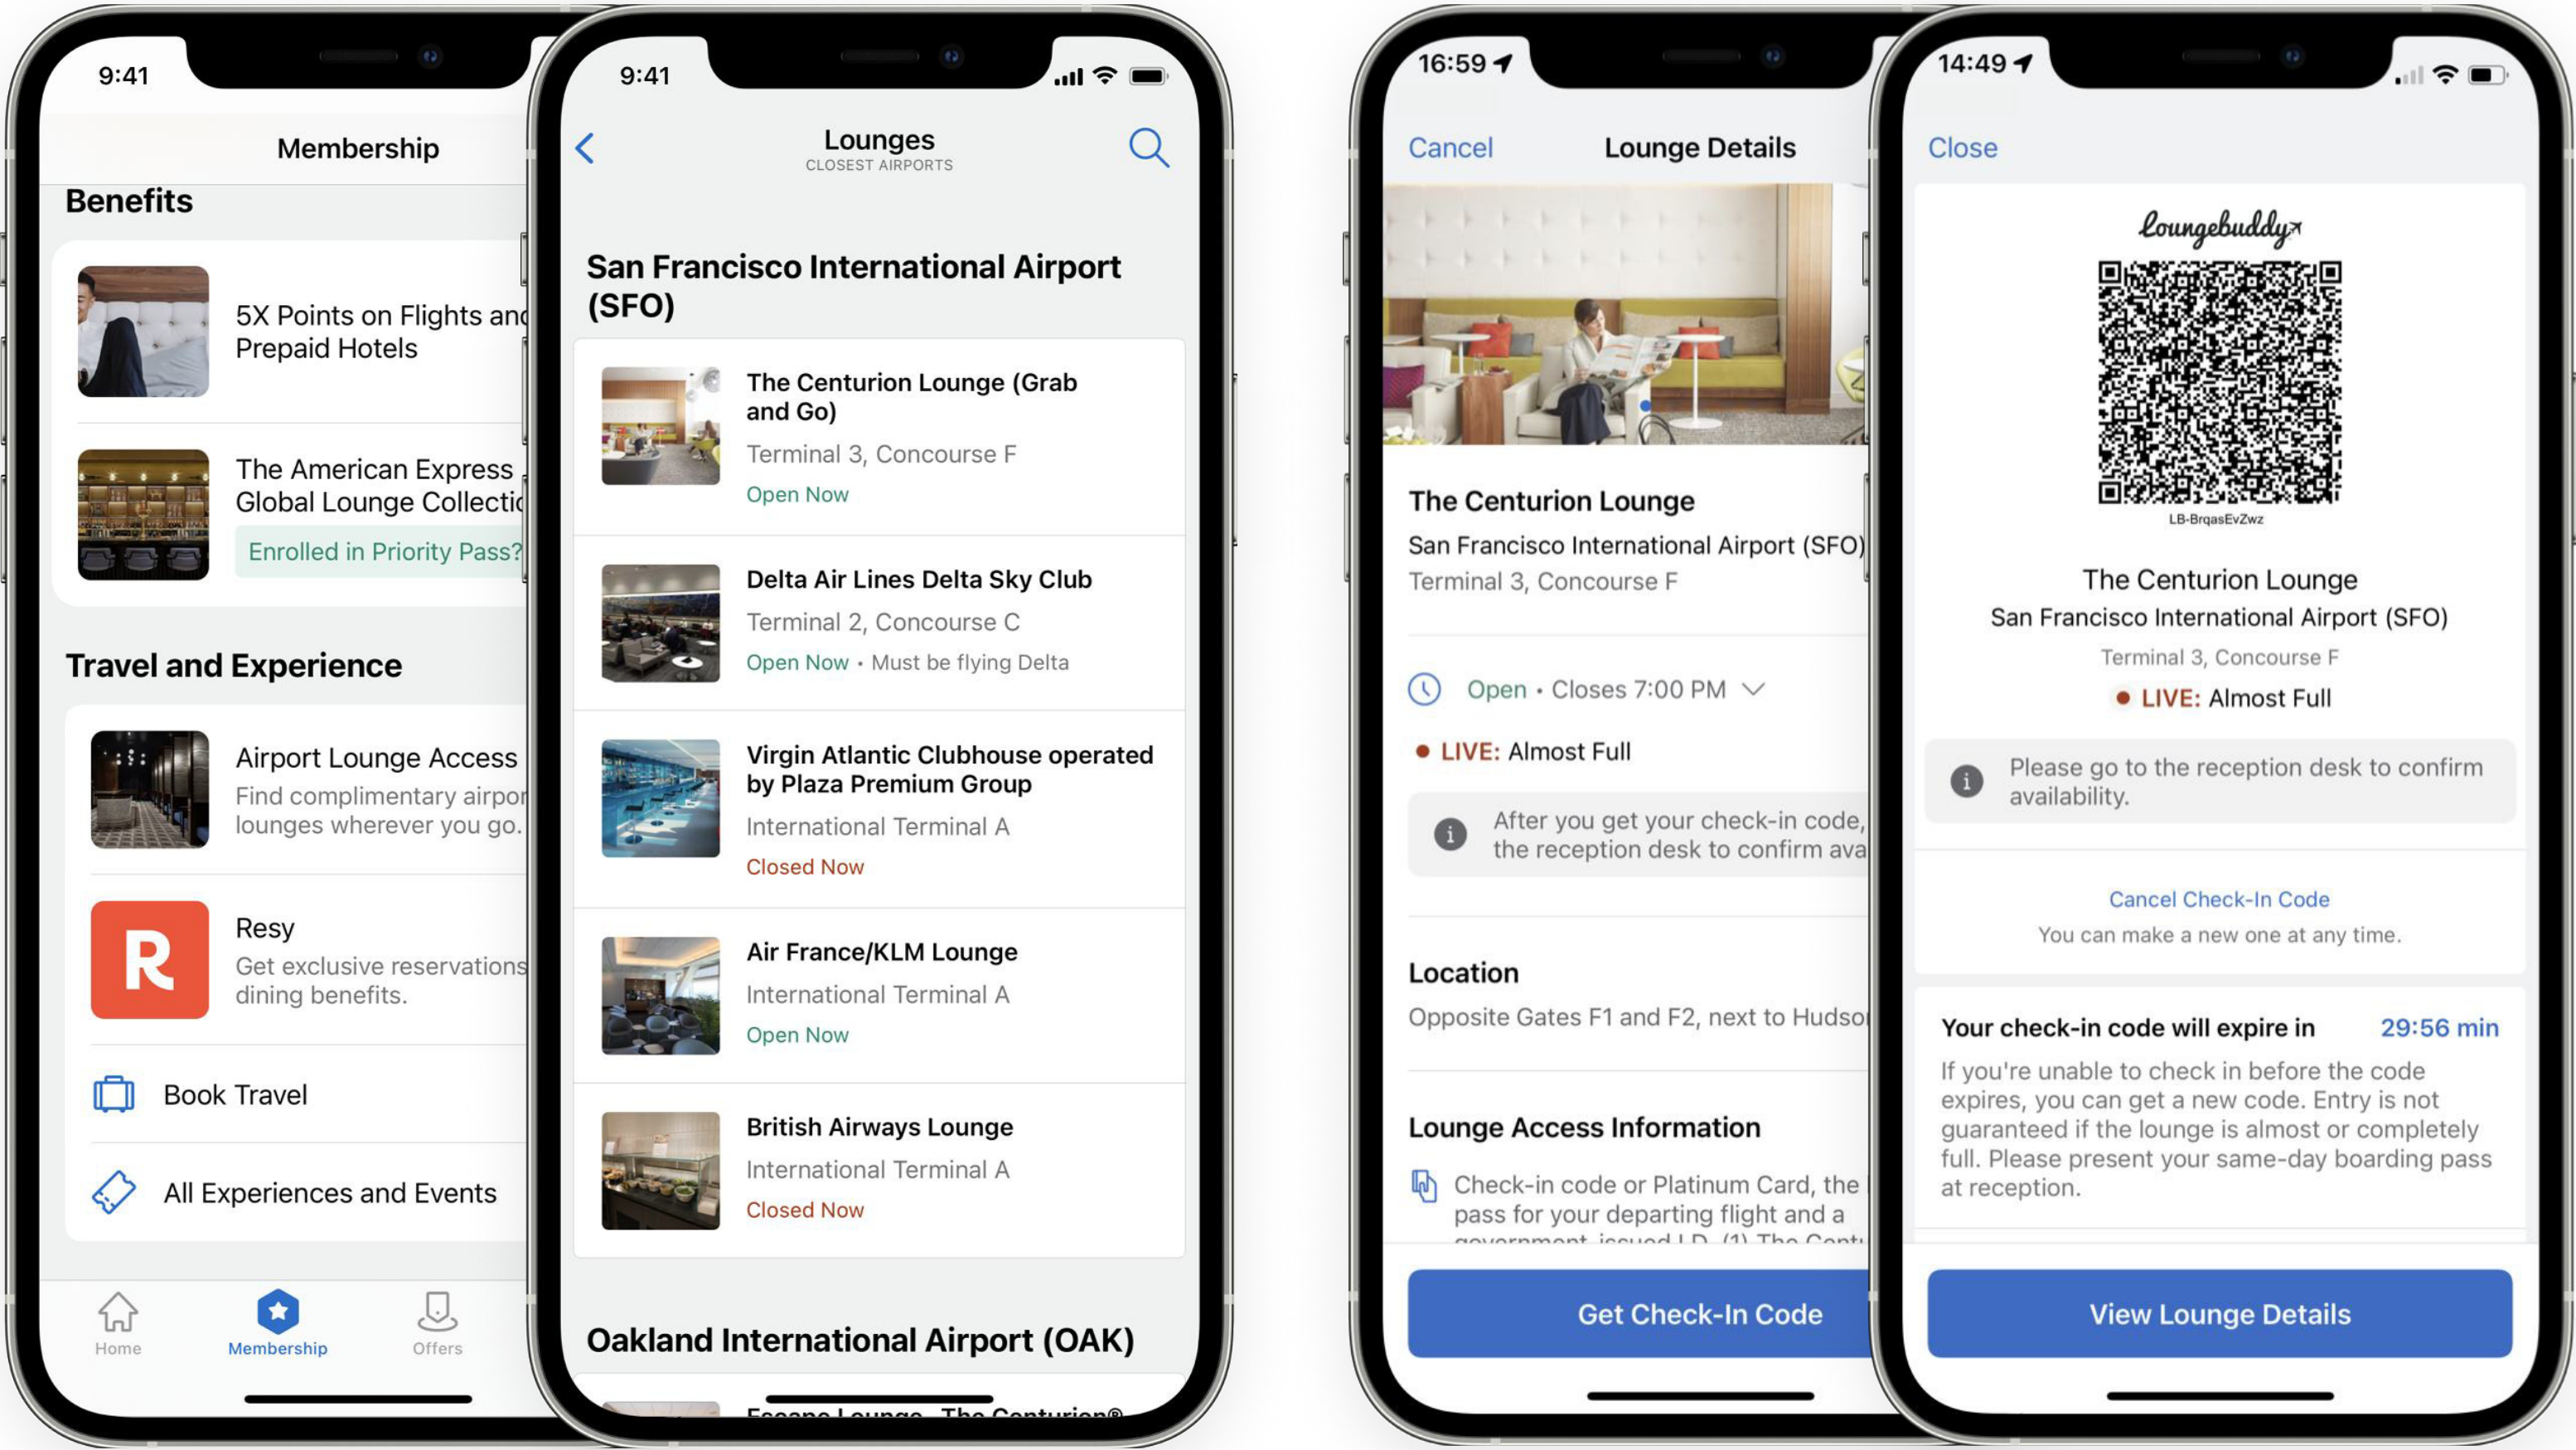 9:41
Membership
Benefits
5X Points on Flights and
Prepaid Hotels
The American Express
Global Lounge
Enrolled in Priority Pass?
Travel and Experience
Airport Lounge Access
Find complimentary
lounges wherever you go.
Resy
Get exclusive reservations
dining benefits.
Book Travel
All Experiences and Events
Home
Membership
Offers
9:41
Lounges
CLOSEST AIRPORTS
San Francisco International Airport
(SFO)
The Centurion Lounge (Grab
and Go)
Terminal 3, Concourse F
Open Now
Delta Air Lines Delta Sky Club
Terminal 2, Concourse C
Open Now • Must be flying Delta
Virgin Atlantic Clubhouse operated
by Plaza Premium Group
International Terminal A
Closed Now
Air France/KLM Lounge
International Terminal A
Open Now
British Airways Lounge
International Terminal A
Closed Now
Oakland International Airport (OAK)
Escape Lounge - The Centurion®
16:59
Cancel
Lounge Details
The Centurion Lounge
San Francisco International Airport (SFO)
Terminal 3, Concourse F
Open • Closes 7:00 PM
LIVE: Almost Full
After you get your check-in code,
the reception desk to confirm
Location
Opposite Gates F1 and F2, next to
Lounge Access Information
Check-in code or Platinum Card, the
pass for your departing flight and a
government-issued I.D. (1) The
Get Check-In Code
14:49
Close
Loungebuddy
LB-BrqasEvZwz
The Centurion Lounge
San Francisco International Airport (SFO)
Terminal 3, Concourse F
LIVE: Almost Full
Please go to the reception desk to confirm
availability.
Cancel Check-In Code
You can make a new one at any time.
Your check-in code will expire in 29:56 min
If you're unable to check in before the code
expires, you can get a new code. Entry is not
guaranteed if the lounge is almost or completely
full. Please present your same-day boarding pass
at reception.
View Lounge Details